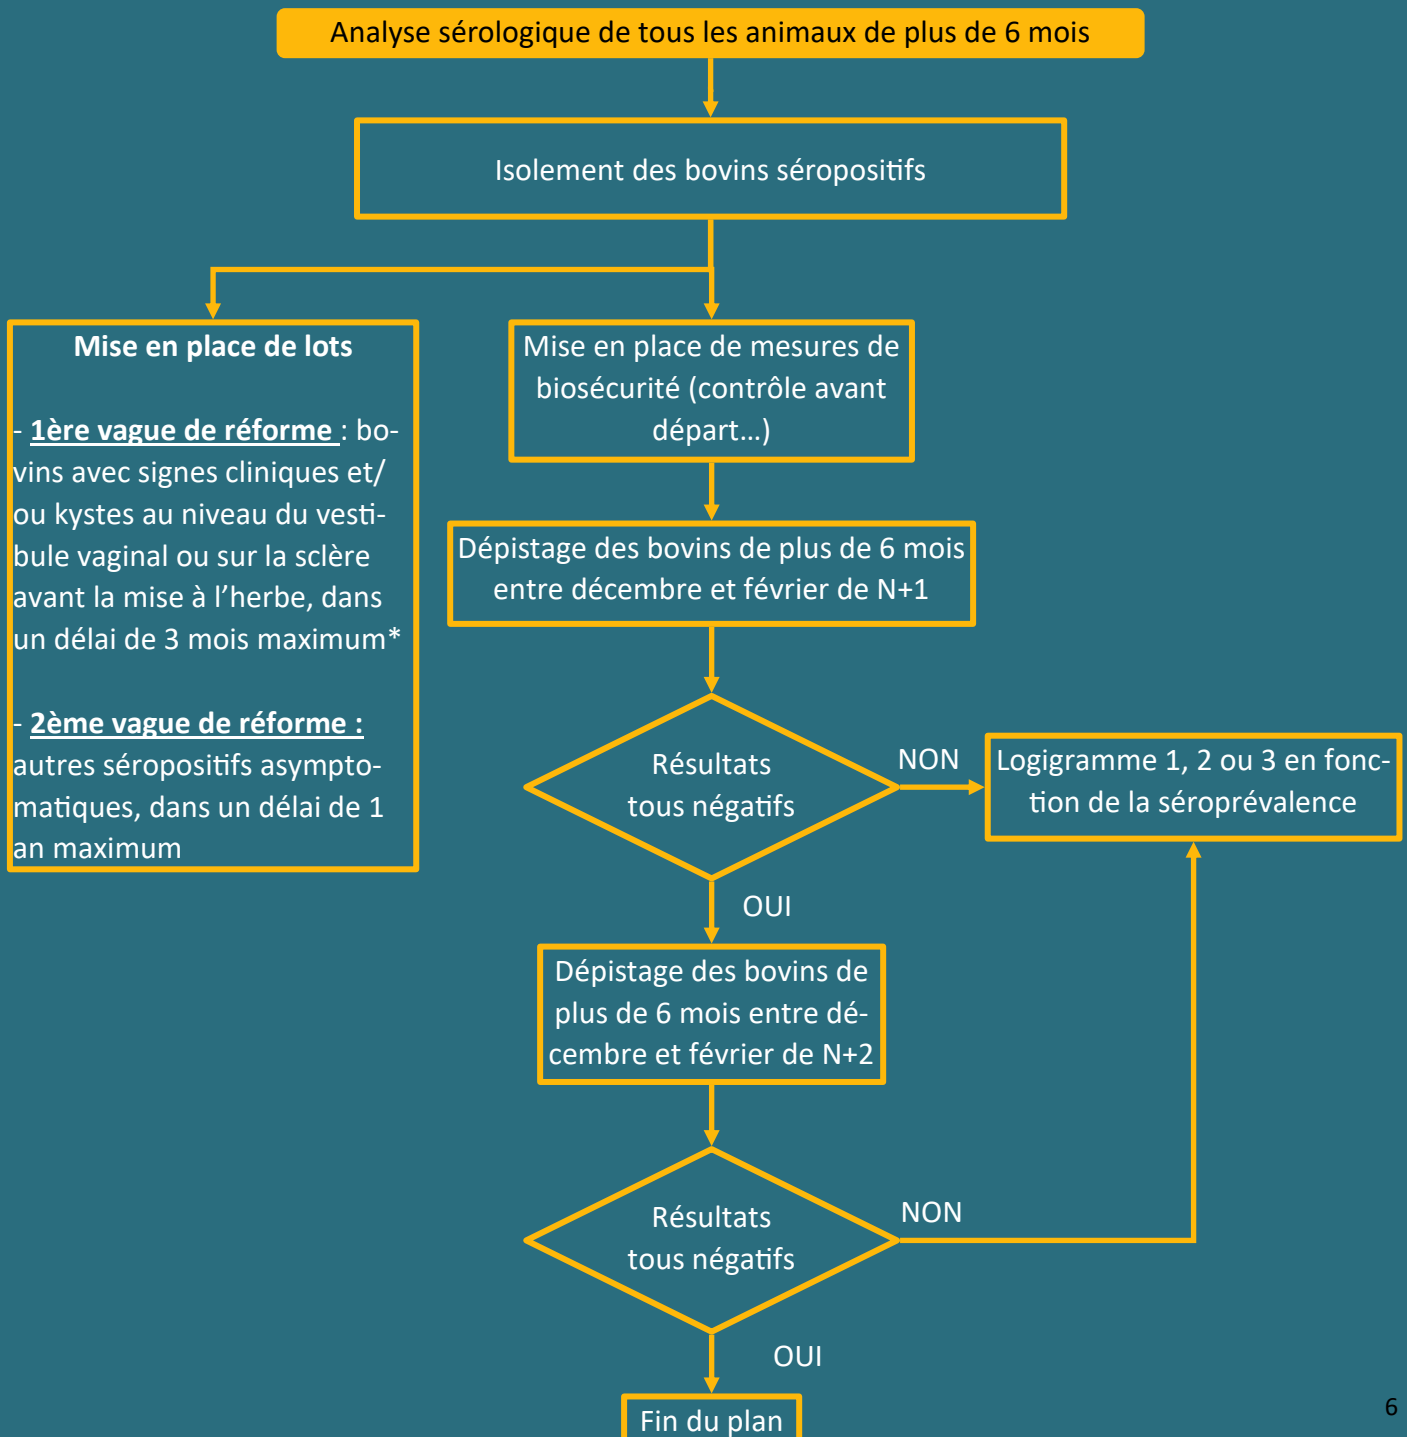 Analyse sérologique de tous les animaux de plus de 6 mois
Isolement des bovins séropositifs
Mise en place de lots
- 1ère vague de réforme : bo-
vins avec signes cliniques et/
ou kystes au niveau du vesti-
bule vaginal ou sur la sclère
avant la mise à l’herbe, dans
un délai de 3 mois maximum*
- 2ème vague de réforme :
autres séropositifs asympto-
matiques, dans un délai de 1
an maximum
Mise en place de mesures de
biosécurité (contrôle avant
départ…)
Dépistage des bovins de plus de 6 mois
entre décembre et février de N+1
Résultats
tous négatifs
NON
Logigramme 1, 2 ou 3 en fonc-
tion de la séroprévalence
OUI
Dépistage des bovins de
plus de 6 mois entre dé-
cembre et février de N+2
Résultats
tous négatifs
NON
OUI
Fin du plan
6